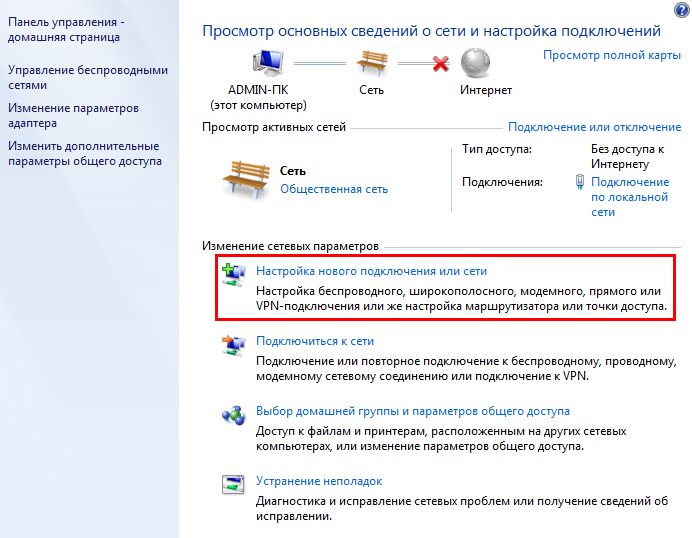 Панель управления -
домашняя страница
Управление беспроводными
сетями
Изменение параметров
адаптера
Изменить дополнительные
параметры общего доступа
?
Просмотр основных сведений о сети и настройка подключений
Просмотр полной карты
ADMIN-ПК
(этот компьютер)
Сеть
Интернет
Просмотр активных сетей
Подключение или отключение
Сеть
Общественная сеть
Тип доступа:
Без доступа к
Интернету
Подключения:
Подключение
по локальной
сети
Изменение сетевых параметров
Настройка нового подключения или сети
Настройка беспроводного, широкополосного, модемного, прямого или
VPN-подключения или же настройка маршрутизатора или точки доступа.
Подключиться к сети
Подключение или повторное подключение к беспроводному, проводному,
модемному сетевому соединению или подключение к VPN.
Выбор домашней группы и параметров общего доступа
Доступ к файлам и принтерам, расположенным на других сетевых
компьютерах, или изменение параметров общего доступа.
Устранение неполадок
Диагностика и исправление сетевых проблем или получение сведений об
исправлении.